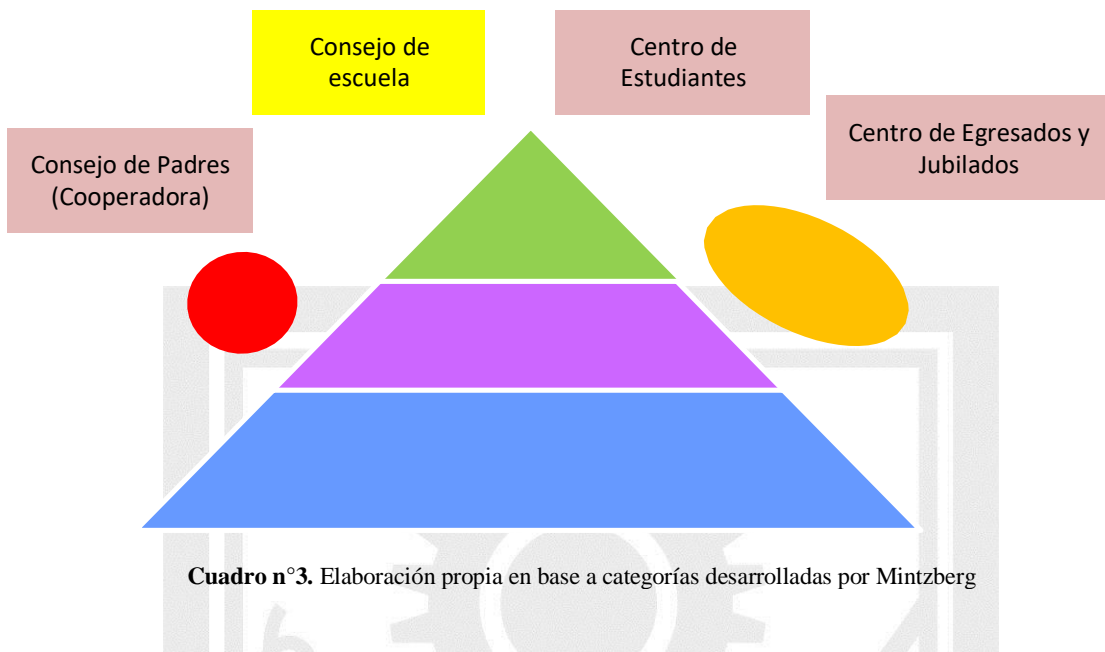 Consejo de
escuela
Centro de
Estudiantes
Centro de Egresados y
Jubilados
Consejo de Padres
(Cooperadora)
Cuadro n°3. Elaboración propia en base a categorías desarrolladas por Mintzberg